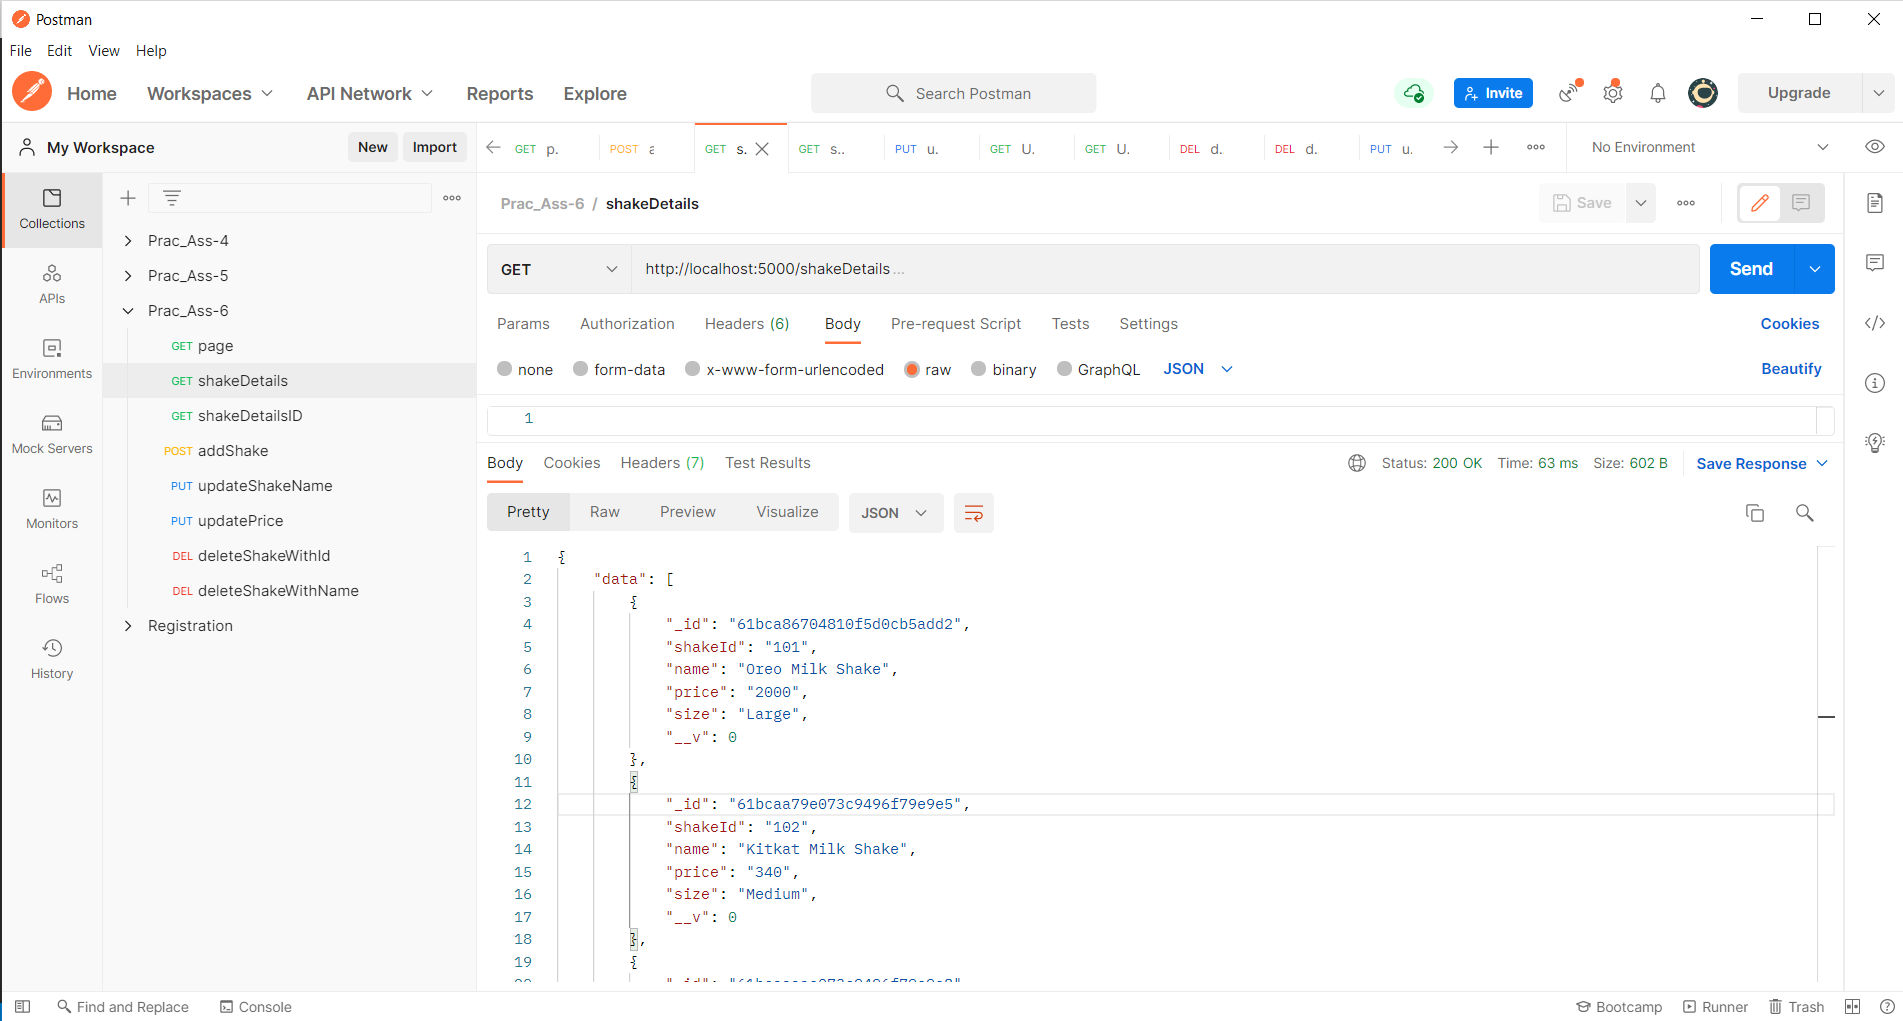 Postman
File Edit View Help
Home Workspaces API Network Reports Explore Search Postman Invite Upgrade
My Workspace New Import
GET p. POST GET s. GET s.. PUT u. GET U. GET U. DEL d. DEL d. PUT u. No Environment
Collections
APIs
Environments
Mock Servers
Monitors
Flows
History
Prac_Ass-4
Prac_Ass-5
Prac_Ass-6
GET page
GET shakeDetails
GET shakeDetailsID
POST addShake
PUT updateShakeName
PUT updatePrice
DEL deleteShakeWithId
DEL deleteShakeWithName
Registration
Prac_Ass-6 / shakeDetails Save
GET http://localhost:5000/shakeDetails ... Send
Params Authorization Headers (6) Body Pre-request Script Tests Settings Cookies
none form-data x-www-form-urlencoded raw binary GraphQL JSON Beautify
1
Body Cookies Headers (7) Test Results Status: 200 OK Time: 63 ms Size: 602 B Save Response
Pretty Raw Preview Visualize JSON
1 {
2 "data": [
3 {
4 "_id": "61bca86704810f5d0cb5add2",
5 "shakeId": "101",
6 "name": "Oreo Milk Shake",
7 "price": "2000",
8 "size": "Large",
9 "__v": 0
10 },
11 {
12 "_id": "61bcaa79e073c9496f79e9e5",
13 "shakeId": "102",
14 "name": "Kitkat Milk Shake",
15 "price": "340",
16 "size": "Medium",
17 "__v": 0
18 },
19 {
Find and Replace Console Bootcamp Runner Trash